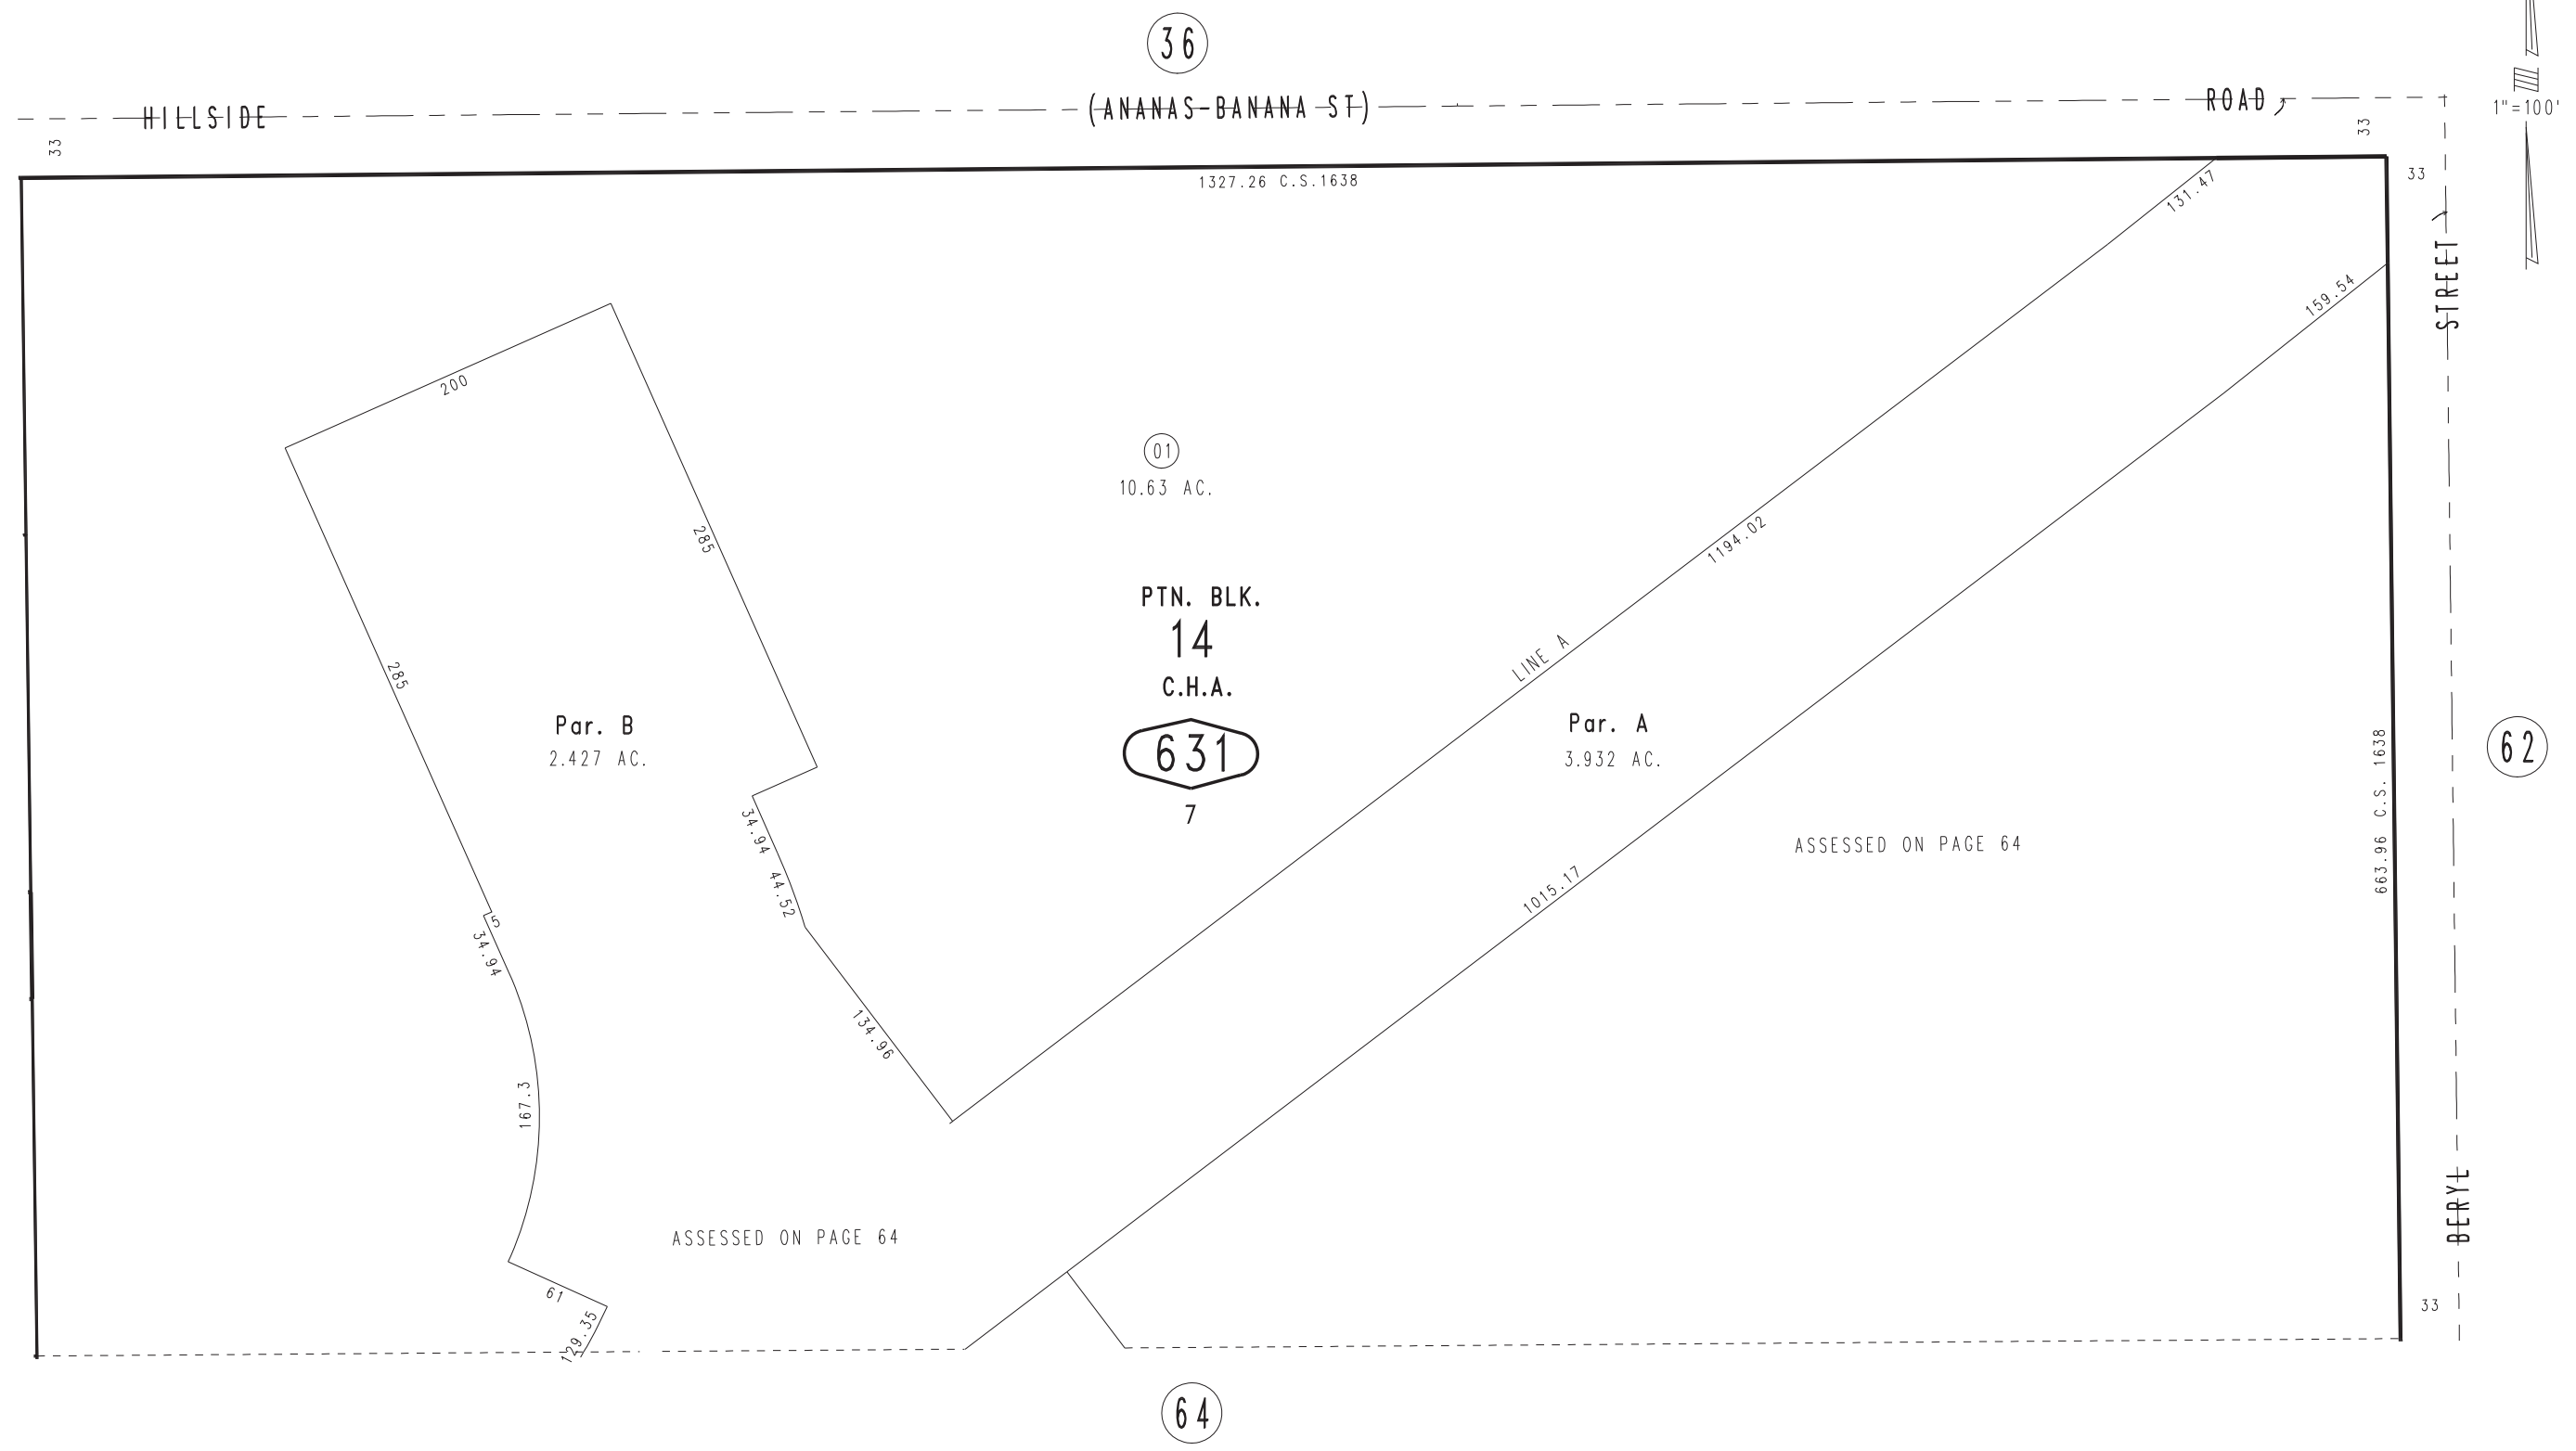 36
HILLSIDE (ANANAS-BANANA ST) ROAD
1"=100'
33
33
33
1327.26 C.S.1638
131.47
STREET
159.54
200
01
10.63 AC.
285
1194.02
PTN. BLK.
14
C.H.A.
LINE A
285
Par. B
2.427 AC.
631
7
Par. A
3.932 AC.
663.96 C.S. 1638
62
34.94
44.52
ASSESSED ON PAGE 64
1015.17
5
34.94
134.96
167.3
BERYL
ASSESSED ON PAGE 64
61
129.35
33
64